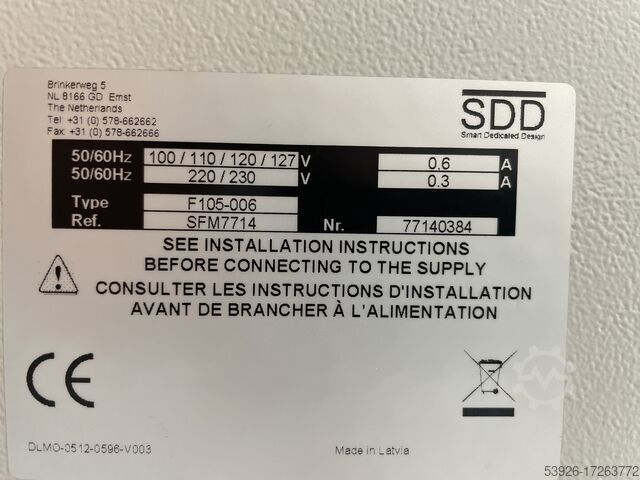 Brinkerweg 5
NL 8166 GD Emst
The Netherlands
Tel: +31 (0) 578-662662
Fax: +31 (0) 578-662666
SDD
Smart Dedicated Design
50/60Hz 100 / 110 / 120 / 127 V 0.6 A
50/60Hz 220 / 230 V 0.3 A
Type F105-006
Ref. SFM7714 Nr. 77140384
SEE INSTALLATION INSTRUCTIONS
BEFORE CONNECTING TO THE SUPPLY
CONSULTER LES INSTRUCTIONS D'INSTALLATION
AVANT DE BRANCHER À L'ALIMENTATION
CE
DLMO-0512-0596-V003
Made in Latvia
53926-17263772